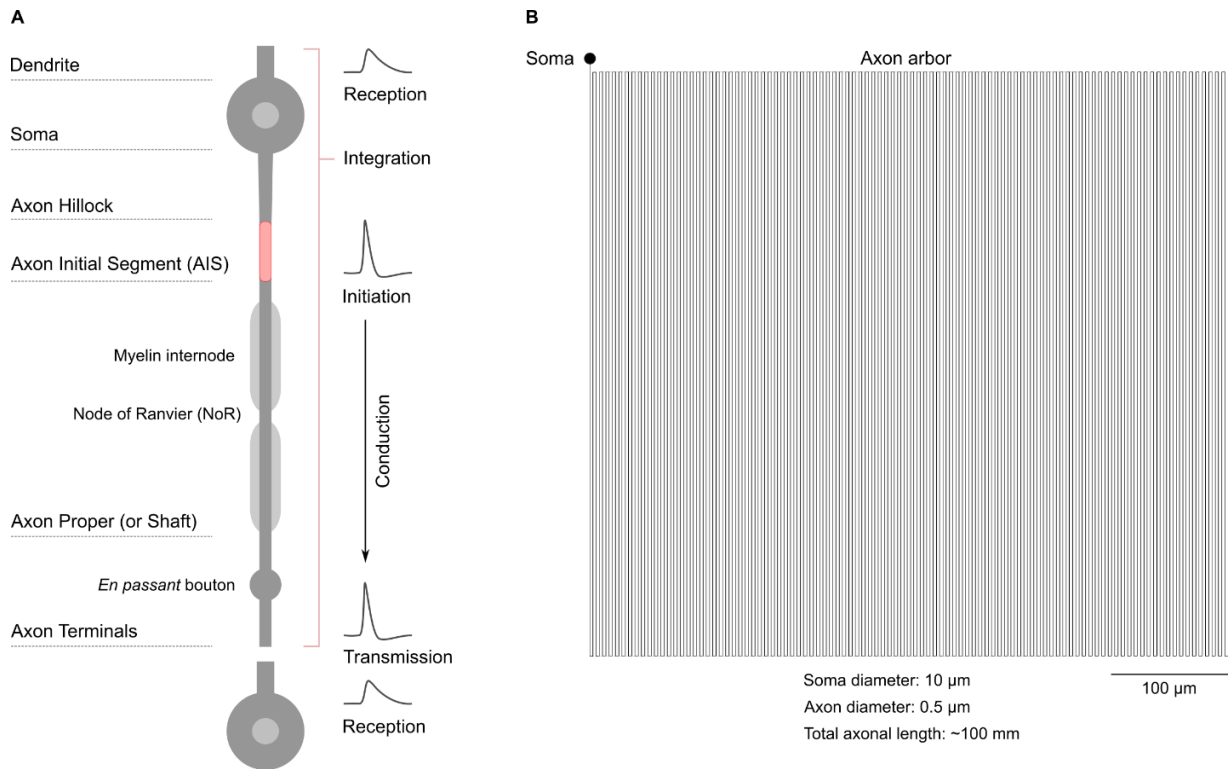 A
Dendrite
Soma
Axon Hillock
Axon Initial Segment (AIS)
Myelin internode
Node of Ranvier (NoR)
Axon Proper (or Shaft)
En passant bouton
Axon Terminals
Reception
Integration
Initiation
Conduction
Transmission
Reception
B
Soma
Axon arbor
Soma diameter: 10 µm
Axon diameter: 0.5 µm
Total axonal length: ~100 mm
100 µm